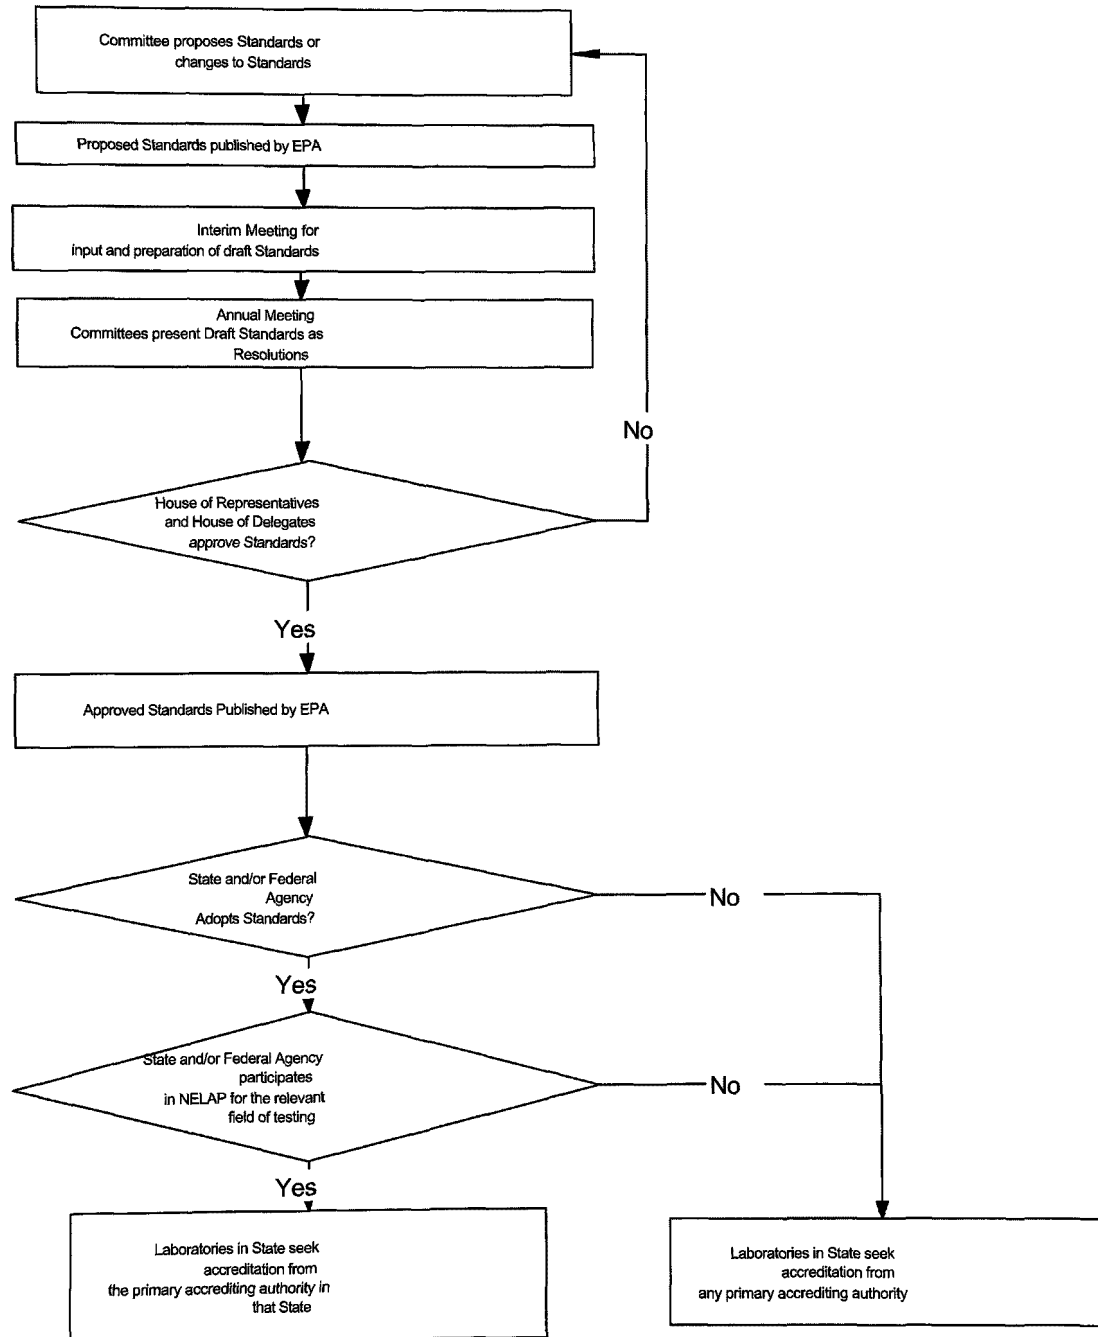 Committee proposes Standards or
changes to Standards
Proposed Standards published by EPA
Interim Meeting for
input and preparation of draft Standards
Annual Meeting
Committees present Draft Standards as
Resolutions
No
House of Representatives
and House of Delegates
approve Standards?
Yes
Approved Standards Published by EPA
State and/or Federal
Agency
Adopts Standards?
No
Yes
State and/or Federal Agency
participates
in NELAP for the relevant
field of testing
No
Yes
Laboratories in State seek
accreditation from
the primary accrediting authority in
that State
Laboratories in State seek
accreditation from
any primary accrediting authority